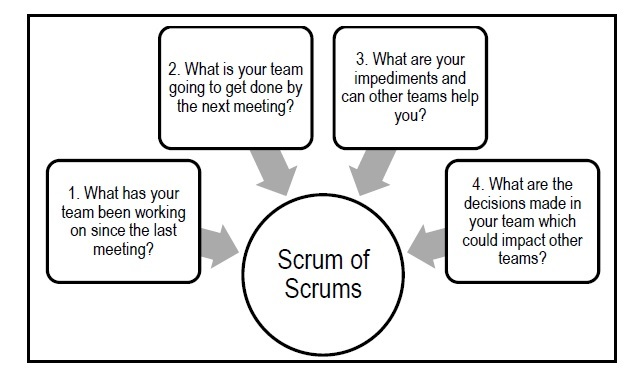 1. What has your
team been working
on since the last
meeting?
2. What is your team
going to get done by
the next meeting?
3. What are your
impediments and
can other teams help
you?
4. What are the
decisions made in
your team which
could impact other
teams?
Scrum of
Scrums